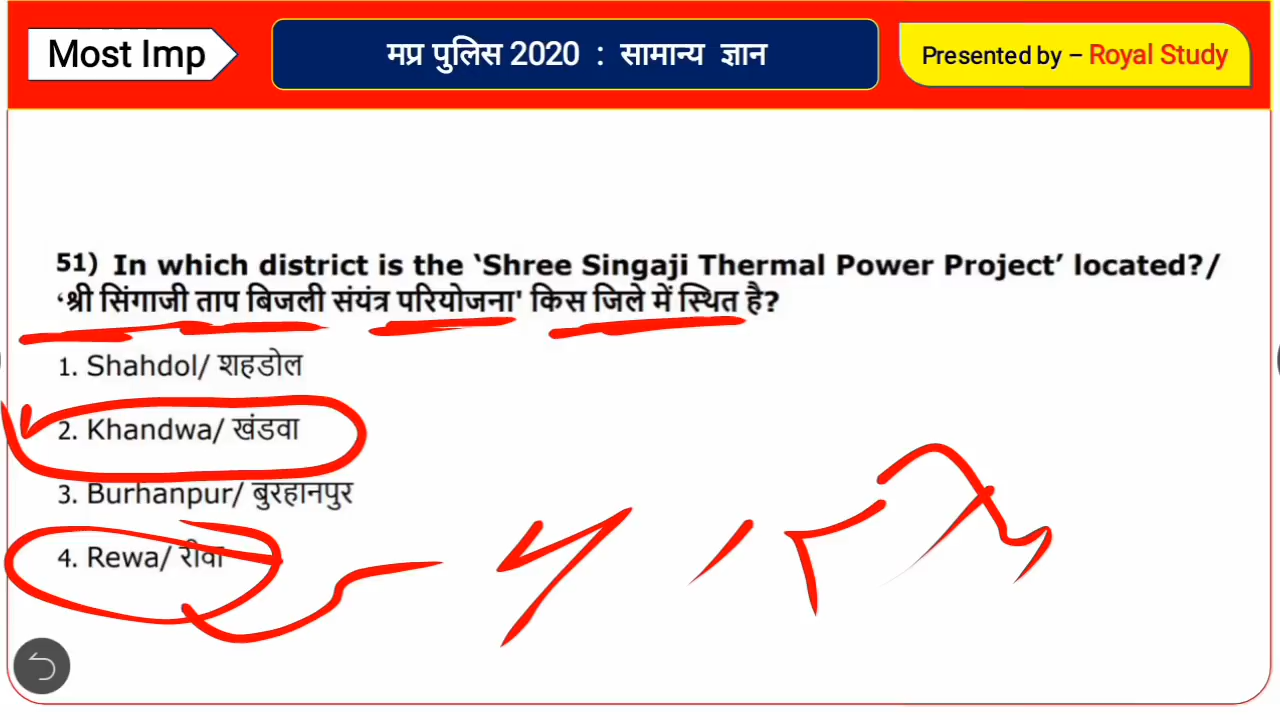 Most Imp
मप्र पुलिस 2020 : सामान्य ज्ञान
Presented by – Royal Study
51) In which district is the ‘Shree Singaji Thermal Power Project’ located?/
‘श्री सिंगाजी ताप बिजली संयंत्र परियोजना' किस जिले में स्थित है?
1. Shahdol/ शहडोल
2. Khandwa/ खंडवा
3. Burhanpur/ बुरहानपुर
4. Rewa/ रीवा